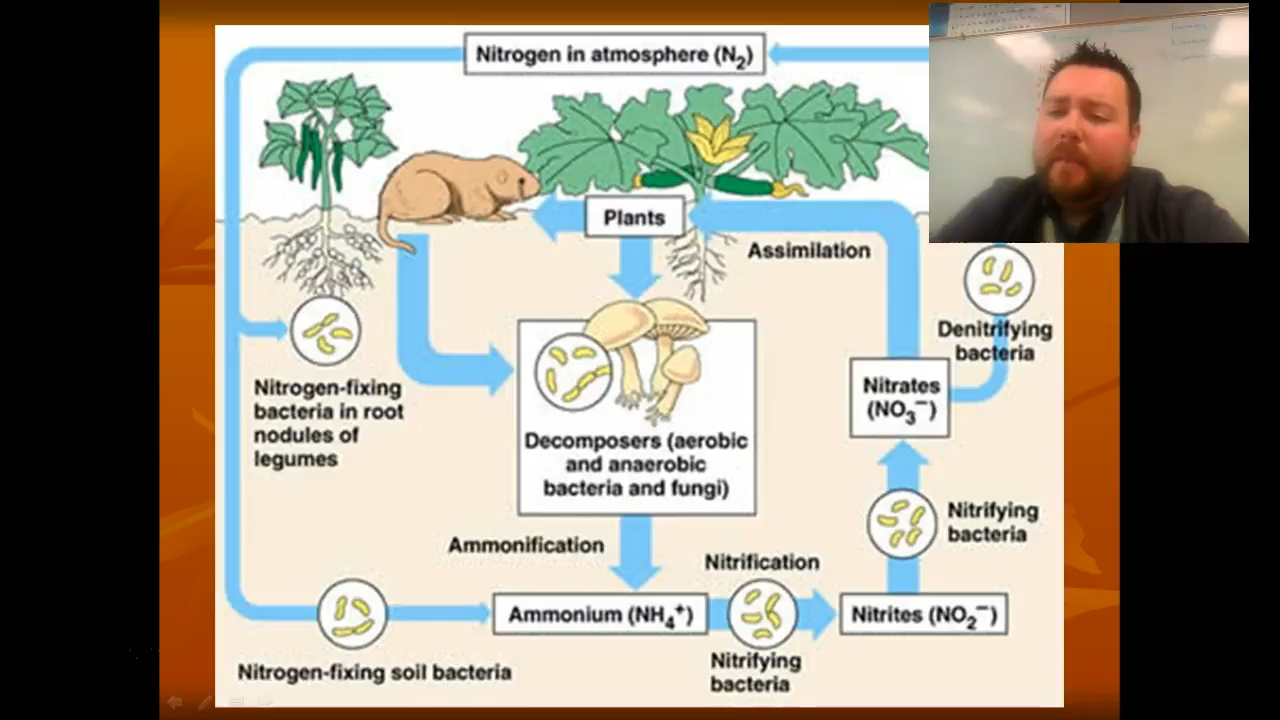 Nitrogen in atmosphere (N₂)
Plants
Assimilation
Denitrifying
bacteria
Nitrogen-fixing
bacteria in root
nodules of
legumes
Nitrates
(NO₃⁻)
Decomposers (aerobic
and anaerobic
bacteria and fungi)
Nitrifying
bacteria
Ammonification
Nitrification
Ammonium (NH₄⁺)
Nitrites (NO₂⁻)
Nitrogen-fixing soil bacteria
Nitrifying
bacteria